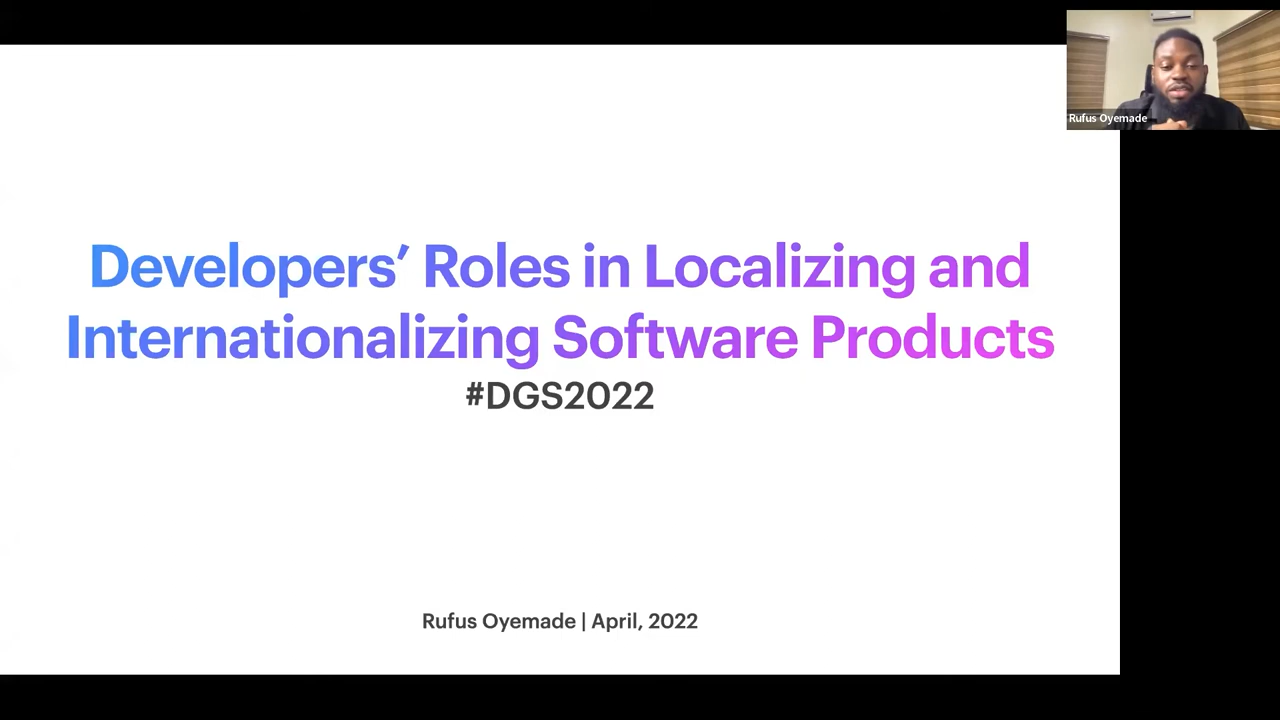 Rufus Oyemade
Developers’ Roles in Localizing and
Internationalizing Software Products
#DGS2022
Rufus Oyemade | April, 2022